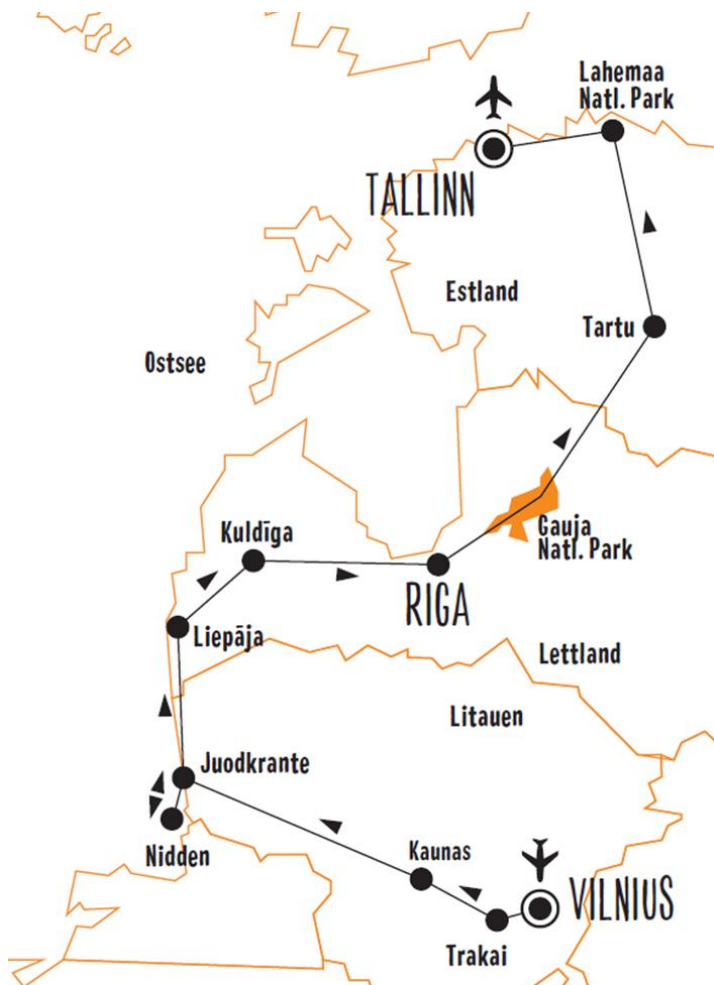 Lahemaa
Natl. Park
TALLINN
Estland
Tartu
Ostsee
Gauja
Natl. Park
Kuldīga
RIGA
Liepāja
Lettland
Litauen
Juodkrante
Nidden
Kaunas
VILNIUS
Trakai